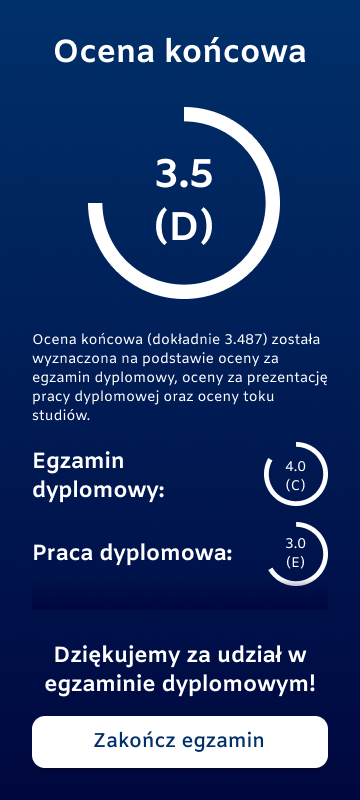 Ocena końcowa
3.5
(D)
Ocena końcowa (dokładnie 3.487) została
wyznaczona na podstawie oceny za
egzamin dyplomowy, oceny za prezentację
pracy dyplomowej oraz oceny toku
studiów.
Egzamin
dyplomowy:
4.0
(C)
Praca dyplomowa:
3.0
(E)
Dziękujemy za udział w
egzaminie dyplomowym!
Zakończ egzamin